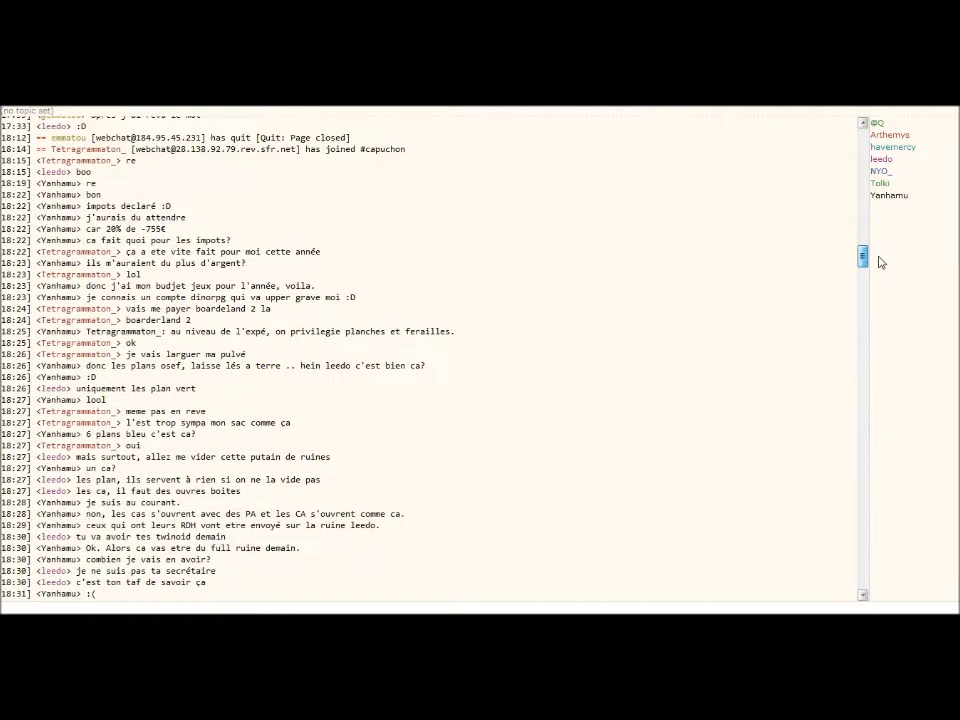 (no topic set)
après j'ai revu le mot
17:33] <leedo> :D
18:12] == emmatou [webchat@184.95.45.231] has quit [Quit: Page closed]
18:14] == Tetragrammaton_ [webchat@28.138.92.79.rev.sfr.net] has joined #capuchon
18:15] <Tetragrammaton_> re
18:15] <leedo> boo
18:19] <Yanhamu> re
18:22] <Yanhamu> bon
18:22] <Yanhamu> impots declaré :D
18:22] <Yanhamu> j'aurais du attendre
18:22] <Yanhamu> car 20% de -755€
18:22] <Yanhamu> ca fait quoi pour les impots?
18:22] <Tetragrammaton_> ça a ete vite fait pour moi cette année
18:23] <Yanhamu> ils m'auraient du plus d'argent?
18:23] <Tetragrammaton_> lol
18:23] <Yanhamu> donc j'ai mon budget jeux pour l'année, voila.
18:23] <Yanhamu> je connais un compte dinorpg qui va upper grave moi :D
18:24] <Tetragrammaton_> vais me payer boardeland 2 la
18:24] <Tetragrammaton_> boarderland 2
18:25] <Yanhamu> Tetragrammaton_: au niveau de l'expé, on privilegie planches et ferailles.
18:25] <Tetragrammaton_> ok
18:26] <Tetragrammaton_> je vais larguer ma pulvé
18:26] <Yanhamu> donc les plans osef, laisse lés a terre .. hein leedo c'est bien ca?
18:26] <Yanhamu> :D
18:26] <leedo> uniquement les plan vert
18:27] <Yanhamu> lool
18:27] <Tetragrammaton_> meme pas en reve
18:27] <Tetragrammaton_> l'est trop sympa mon sac comme ça
18:27] <Yanhamu> 6 plans bleu c'est ca?
18:27] <Tetragrammaton_> oui
18:27] <leedo> mais surtout, allez me vider cette putain de ruines
18:27] <Yanhamu> un ca?
18:27] <leedo> les plan, ils servent à rien si on ne la vide pas
18:27] <leedo> les ca, il faut des ouvres boites
18:28] <Yanhamu> je suis au courant.
18:28] <Yanhamu> non, les cas s'ouvrent avec des PA et les CA s'ouvrent comme ca.
18:29] <Yanhamu> ceux qui ont leurs RDH vont etre envoyé sur la ruine leedo.
18:30] <leedo> tu va avoir tes twinoid demain
18:30] <Yanhamu> Ok. Alors ca vas etre du full ruine demain.
18:30] <Yanhamu> combien je vais en avoir?
18:30] <leedo> je ne suis pas ta secrétaire
18:30] <leedo> c'est ton taf de savoir ça
18:31] <Yanhamu> :(
@Q
Arthemys
havemercy
leedo
NYO_
Tolki
Yanhamu